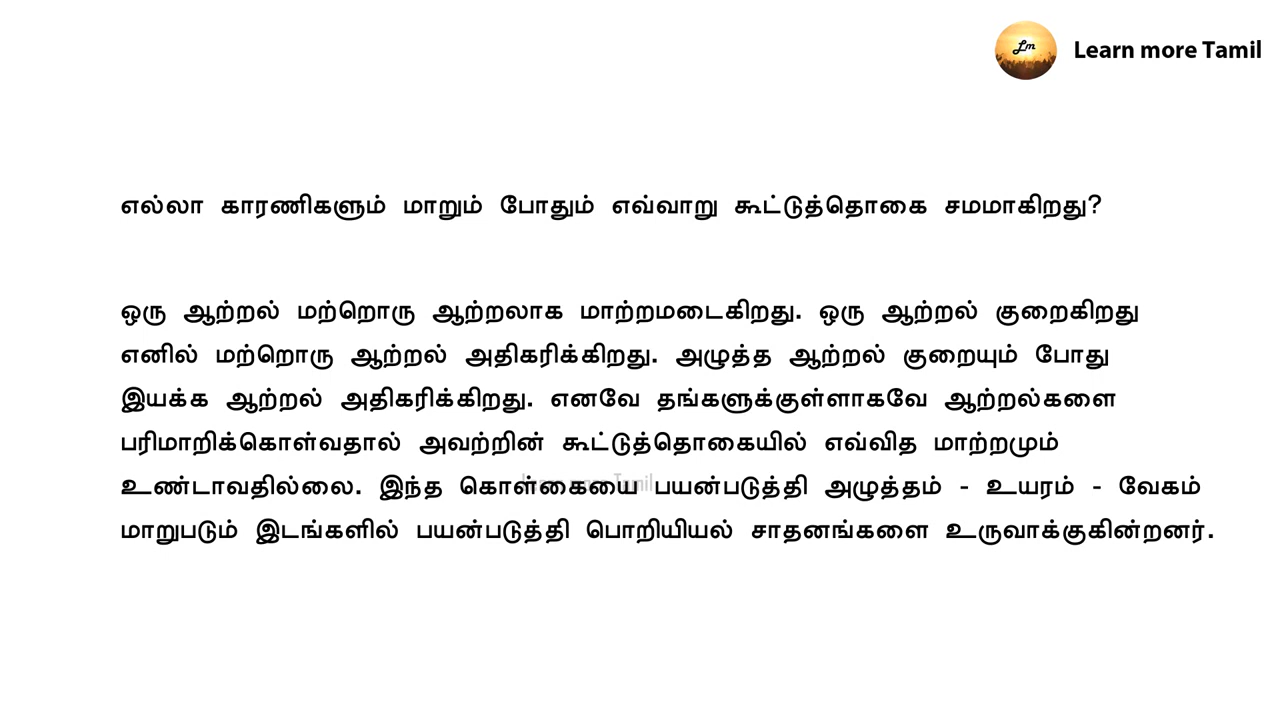 Learn more Tamil
எல்லா காரணிகளும் மாறும் போதும் எவ்வாறு கூட்டுத்தொகை சமமாகிறது?
ஒரு ஆற்றல் மற்றொரு ஆற்றலாக மாற்றமடைகிறது. ஒரு ஆற்றல் குறைகிறது
எனில் மற்றொரு ஆற்றல் அதிகரிக்கிறது. அழுத்த ஆற்றல் குறையும் போது
இயக்க ஆற்றல் அதிகரிக்கிறது. எனவே தங்களுக்குள்ளாகவே ஆற்றல்களை
பரிமாறிக்கொள்வதால் அவற்றின் கூட்டுத்தொகையில் எவ்வித மாற்றமும்
உண்டாவதில்லை. இந்த கொள்கையை பயன்படுத்தி அழுத்தம் - உயரம் - வேகம்
மாறுபடும் இடங்களில் பயன்படுத்தி பொறியியல் சாதனங்களை உருவாக்குகின்றனர்.